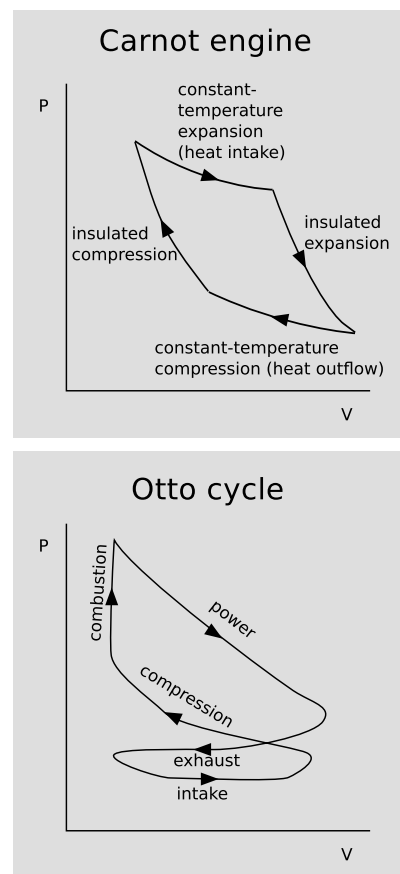 Carnot engine
P
constant-
temperature
expansion
(heat intake)
insulated
expansion
insulated
compression
constant-temperature
compression (heat outflow)
V
Otto cycle
P
combustion
power
compression
exhaust
intake
V